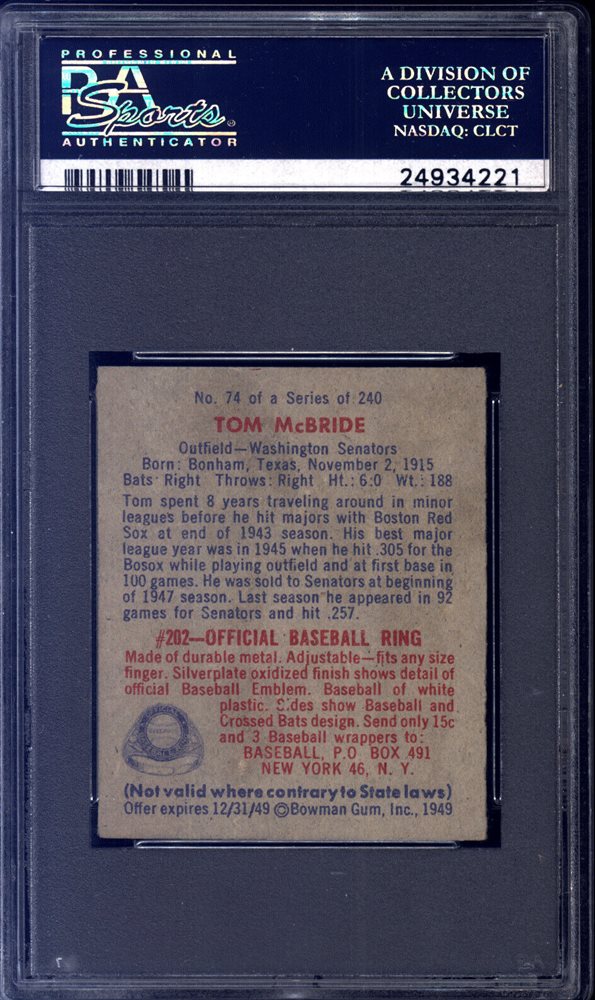 PROFESSIONAL
PSA
Sports®
AUTHENTICATOR
A DIVISION OF
COLLECTORS
UNIVERSE
NASDAQ: CLCT
24934221
No. 74 of a Series of 240
TOM McBRIDE
Outfield—Washington Senators
Born: Bonham, Texas, November 2, 1915
Bats Right Throws: Right Ht.: 6:0 Wt.: 188
Tom spent 8 years traveling around in minor
leagues before he hit majors with Boston Red
Sox at end of 1943 season. His best major
league year was in 1945 when he hit .305 for the
Bosox while playing outfield and at first base in
100 games. He was sold to Senators at beginning
of 1947 season. Last season he appeared in 92
games for Senators and hit .257.
#202—OFFICIAL BASEBALL RING
Made of durable metal. Adjustable—fits any size
finger. Silverplate oxidized finish shows detail of
official Baseball Emblem. Baseball of white
plastic. Sides show Baseball and
Crossed Bats design. Send only 15c
and 3 Baseball wrappers to:
BASEBALL, P.O BOX 491
NEW YORK 46, N. Y.
(Not valid where contrary to State laws)
Offer expires 12/31/49 ©Bowman Gum, Inc., 1949